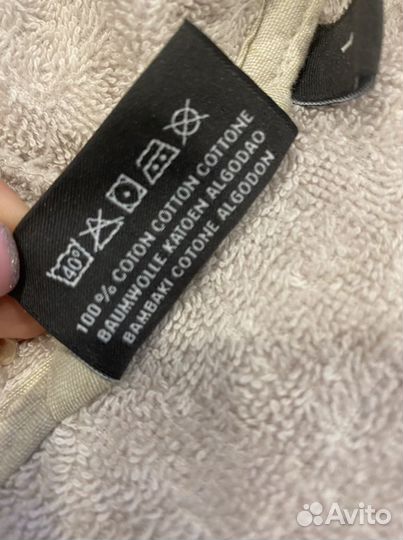 40°
100% COTON COTTON COTTONE
BAUMWOLLE KATOEN ALGODAO
BAMBAKI COTONE ALGODON
Avito